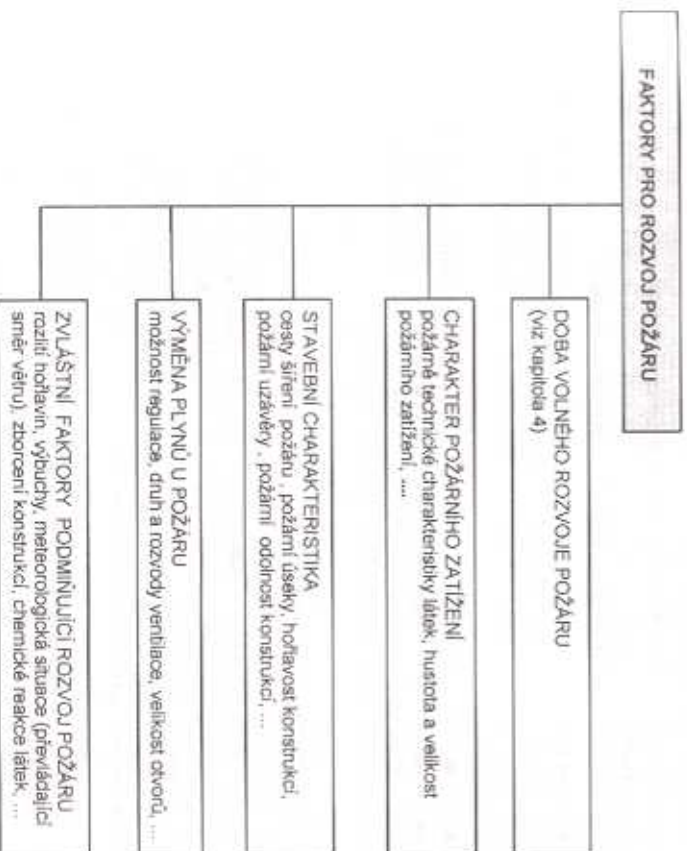 FAKTORY PRO ROZVOJ POŽÁRU
DOBA VOLNÉHO ROZVOJE POŽÁRU
(viz kapitola 4)
CHARAKTER POŽÁRNÍHO ZATÍŽENÍ
požárně technické charakteristiky látek, hustota a velikost
požárního zatížení, ....
STAVEBNÍ CHARAKTERISTIKA
cesty šíření požáru , požární úseky, hořlavost konstrukcí,
požární uzávěry , požární odolnost konstrukcí, ...
VÝMĚNA PLYNŮ U POŽÁRU
možnost regulace, druh a rozvody ventilace, velikost otvorů, ...
ZVLÁŠTNÍ FAKTORY PODMIŇUJÍCÍ ROZVOJ POŽÁRU
rozlití hořlavin, výbuchy, meteorologická situace (převládající
směr větru), zborcení konstrukcí, chemické reakce látek, ...